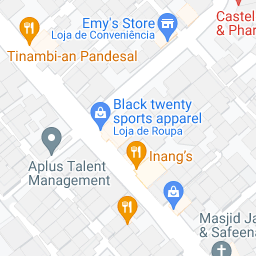 Emy's Store
Loja de Conveniência
Castel
& Phar
Tinambi-an Pandesal
Black twenty
sports apparel
Loja de Roupa
Inang's
Aplus Talent
Management
Masjid Ja
& Safeena